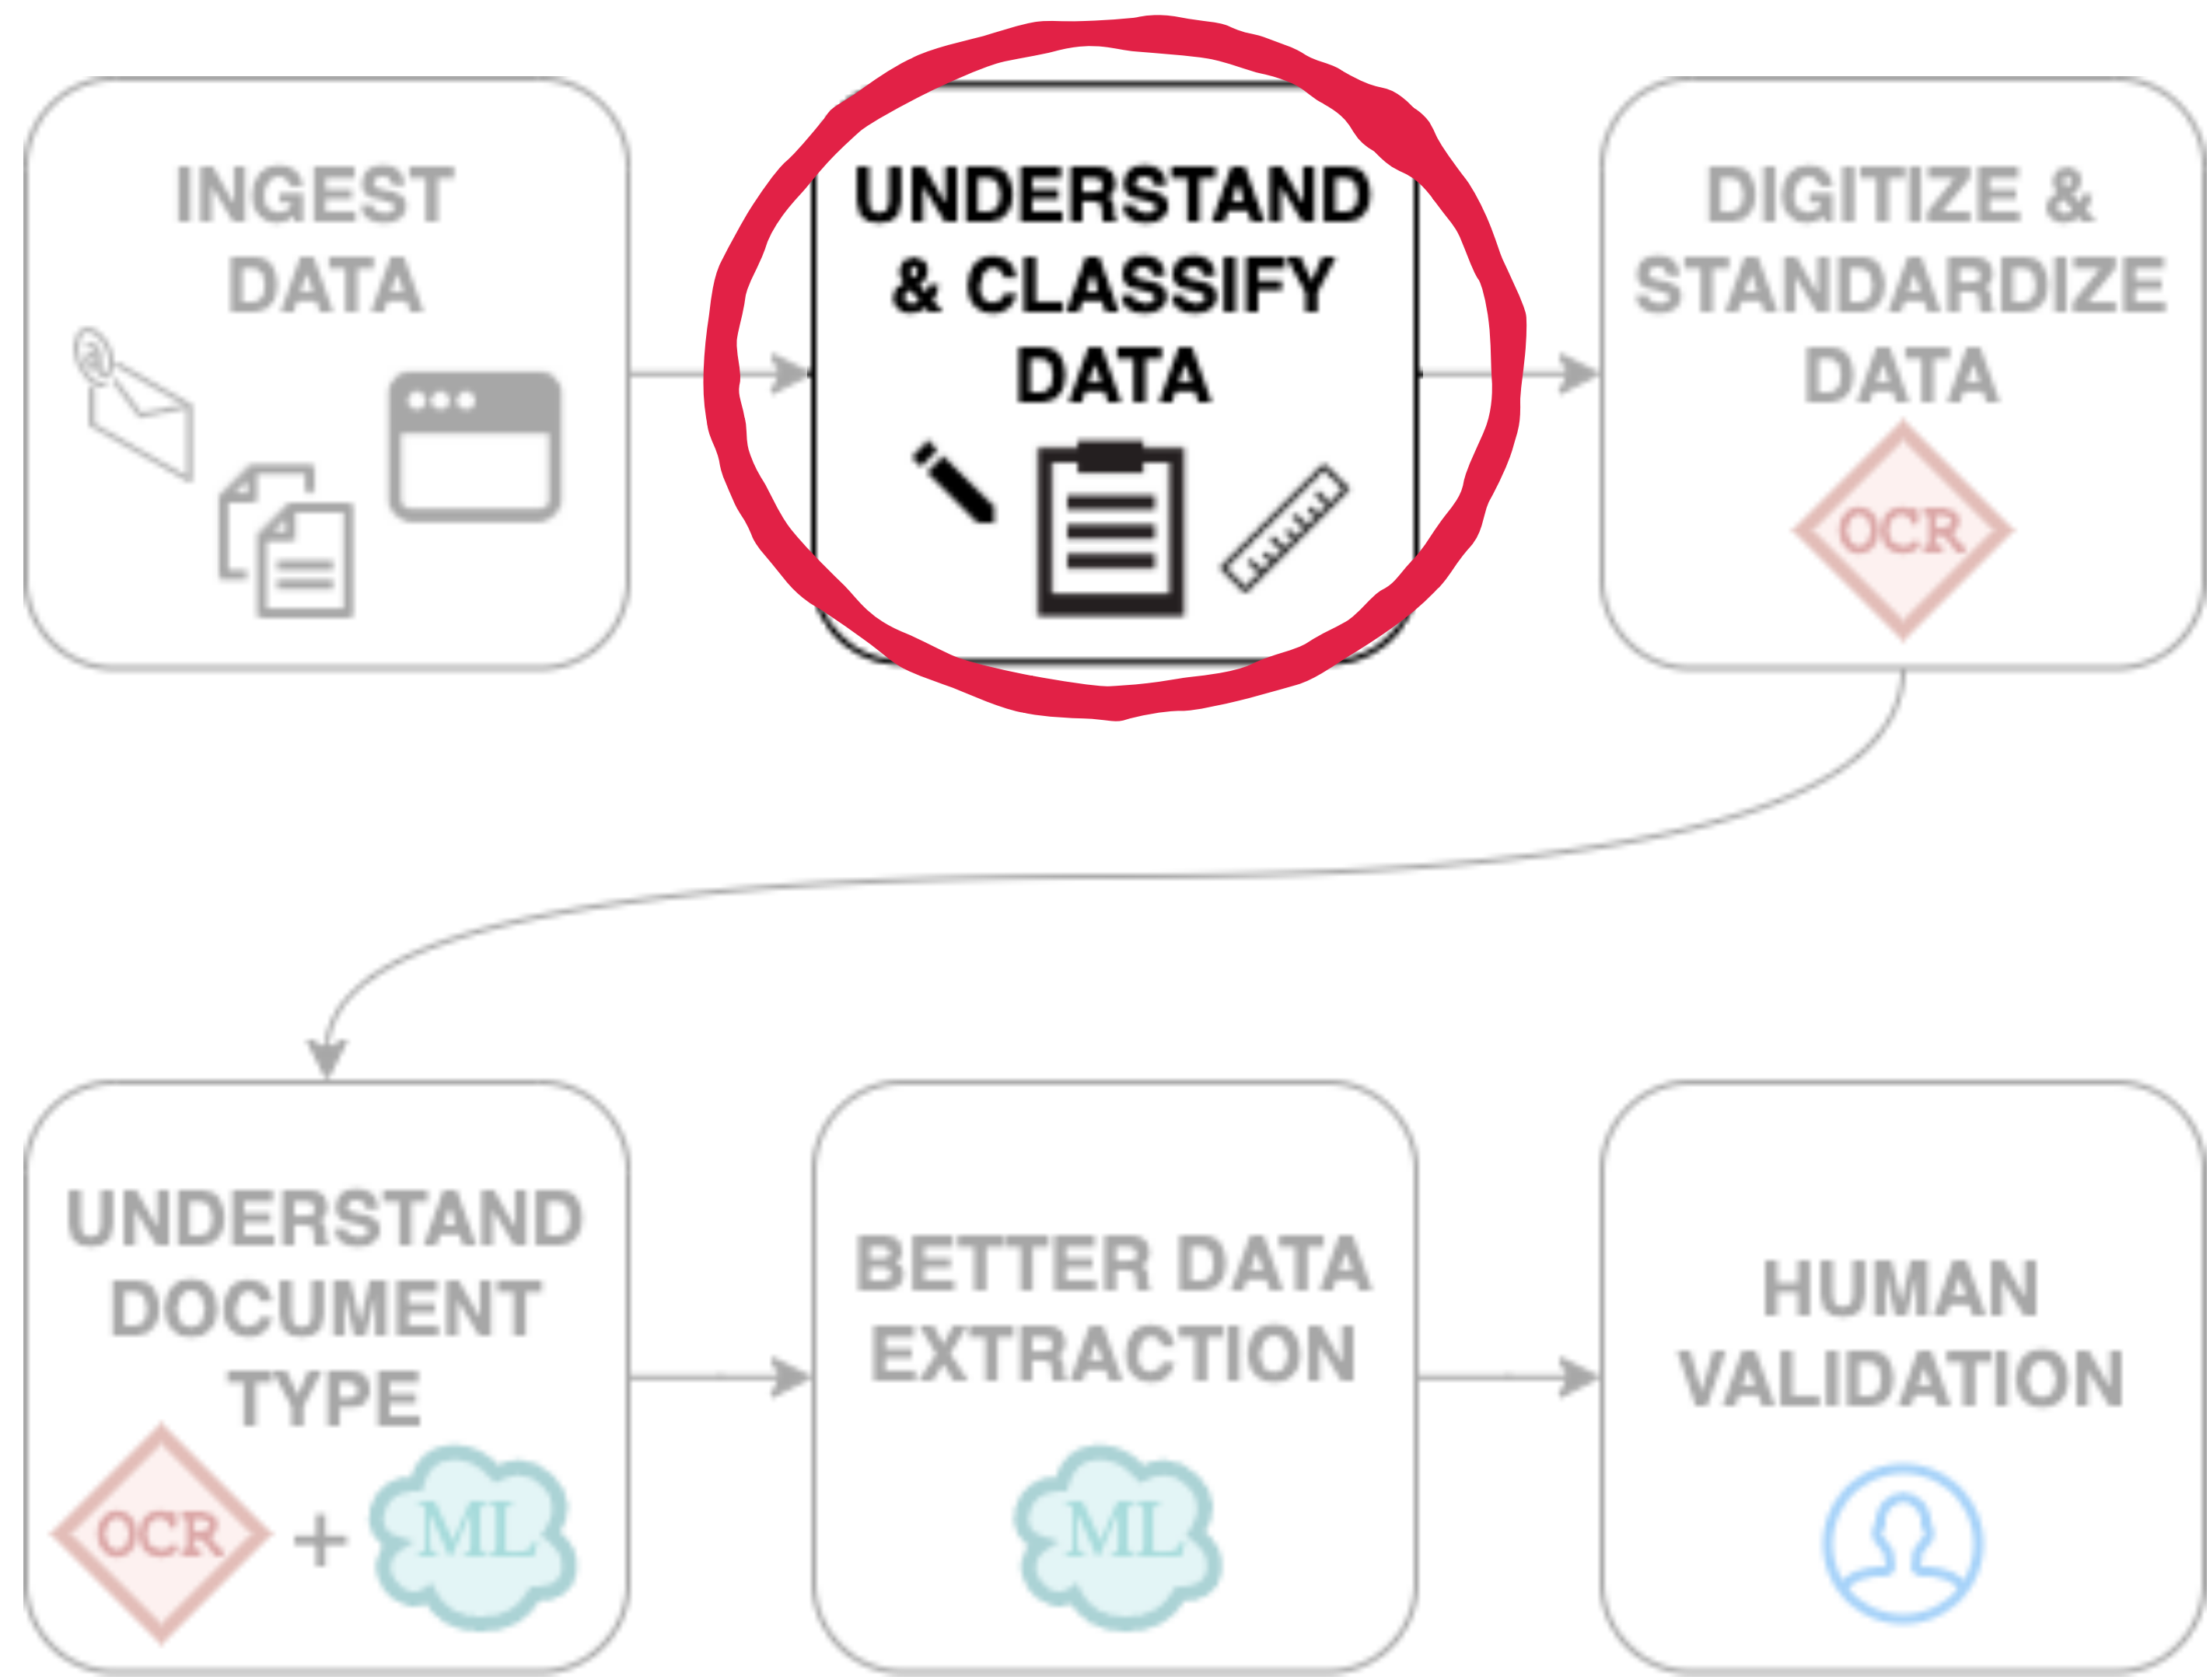 INGEST
DATA
UNDERSTAND
& CLASSIFY
DATA
DIGITIZE &
STANDARDIZE
DATA
OCR
UNDERSTAND
DOCUMENT
TYPE
OCR + ML
BETTER DATA
EXTRACTION
ML
HUMAN
VALIDATION